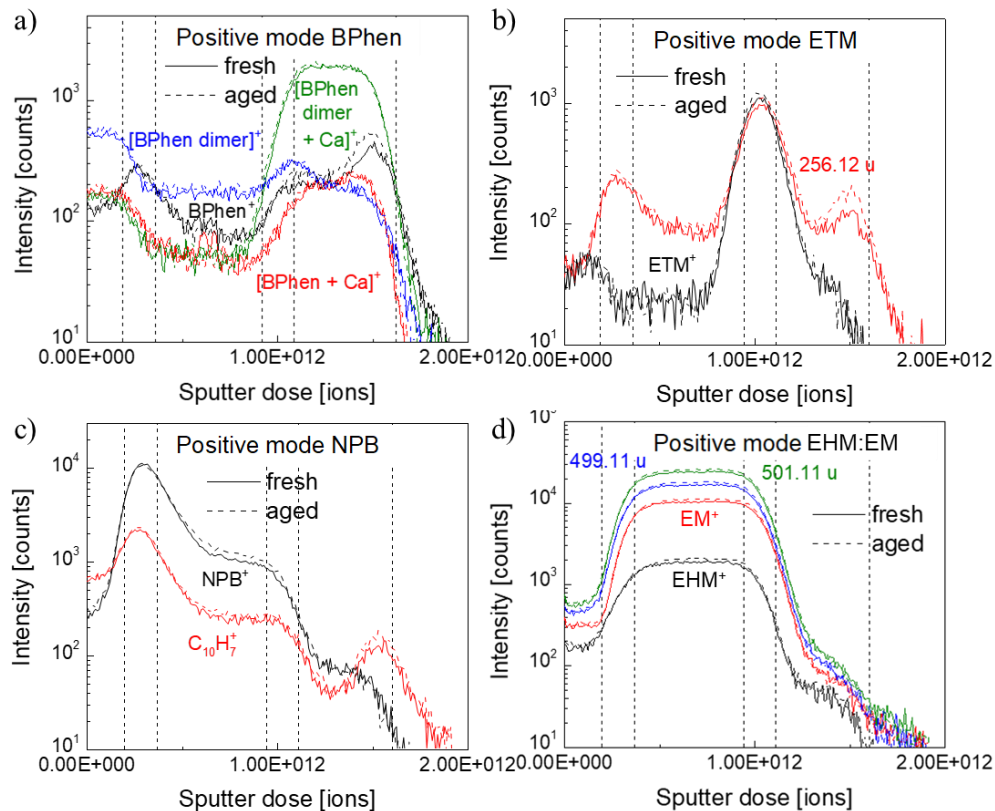 a)
Positive mode BPhen
fresh
aged
[BPhen dimer]⁺
[BPhen
dimer
+ Ca]⁺
BPhen⁺
[BPhen + Ca]⁺
Intensity [counts]
10³
10²
10¹
0.00E+000 1.00E+012 2.00E+012
Sputter dose [ions]
b)
Positive mode ETM
fresh
aged
256.12 u
ETM⁺
Intensity [counts]
10³
10²
10¹
0.00E+000 1.00E+012 2.00E+012
Sputter dose [ions]
c)
Positive mode NPB
fresh
aged
NPB⁺
C₁₀H₇⁺
Intensity [counts]
10⁴
10³
10²
10¹
0.00E+000 1.00E+012 2.00E+012
Sputter dose [ions]
d)
Positive mode EHM:EM
499.11 u
501.11 u
fresh
aged
EM⁺
EHM⁺
Intensity [counts]
10⁵
10⁴
10³
10²
10¹
0.00E+000 1.00E+012 2.00E+012
Sputter dose [ions]